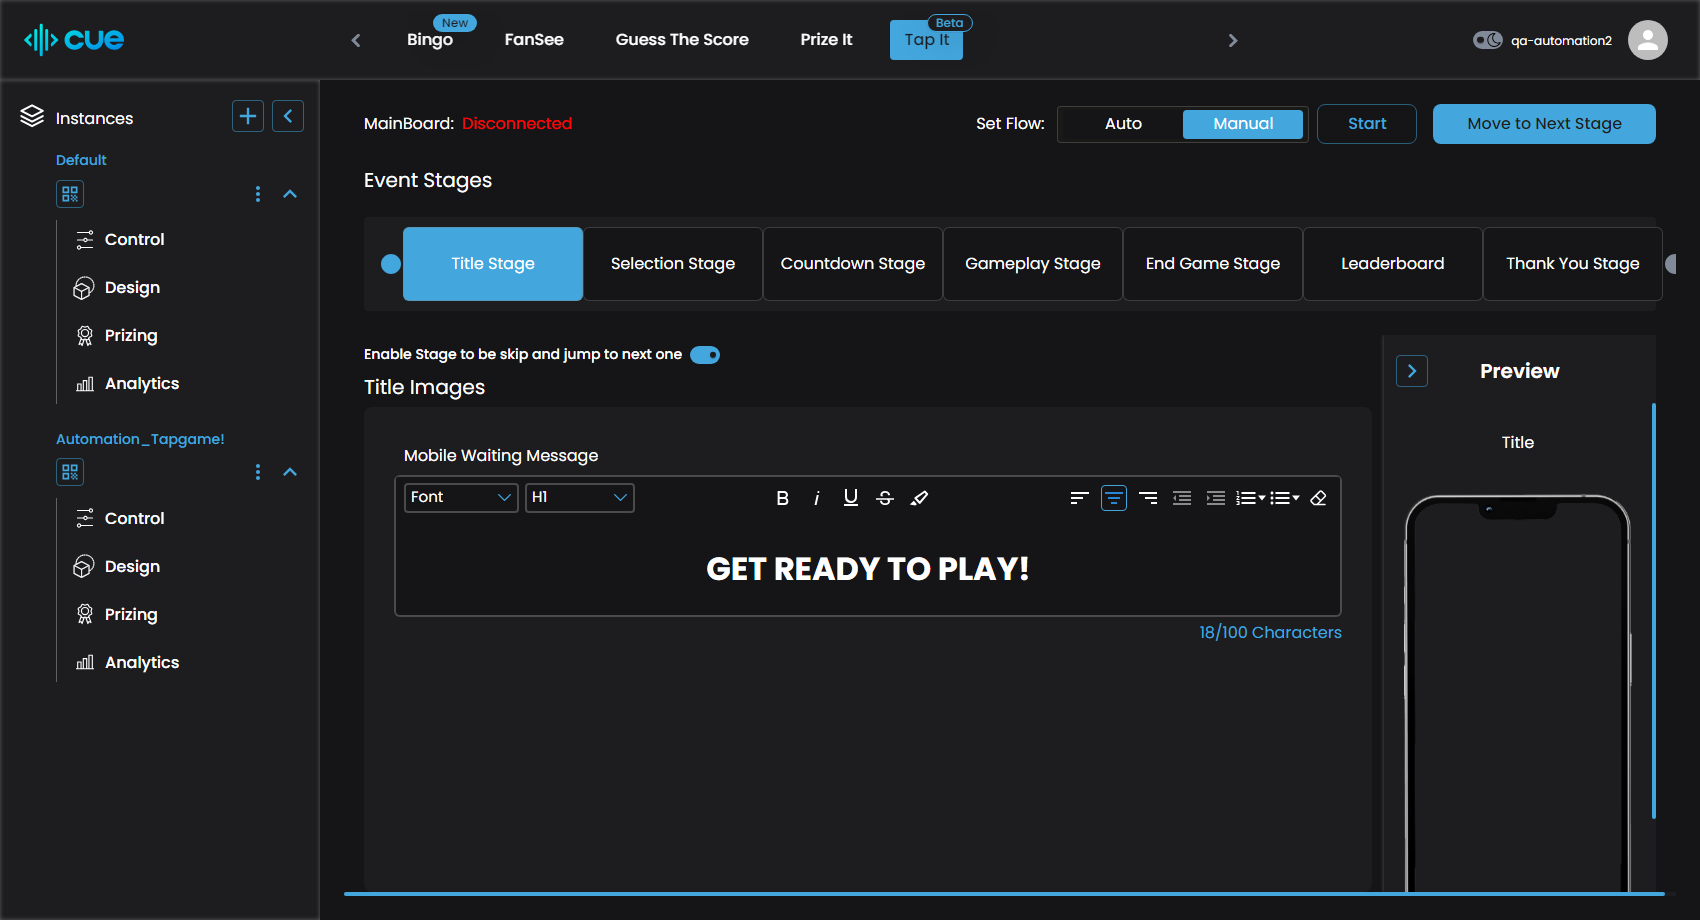 cue
New
Bingo
FanSee
Guess The Score
Prize It
Beta
Tap It
qa-automation2
Instances
Default
Control
Design
Prizing
Analytics
Automation_Tapgame!
Control
Design
Prizing
Analytics
MainBoard: Disconnected
Set Flow: Auto Manual Start Move to Next Stage
Event Stages
Title Stage
Selection Stage
Countdown Stage
Gameplay Stage
End Game Stage
Leaderboard
Thank You Stage
Enable Stage to be skip and jump to next one
Title Images
Mobile Waiting Message
Font
H1
B i U S
GET READY TO PLAY!
18/100 Characters
Preview
Title